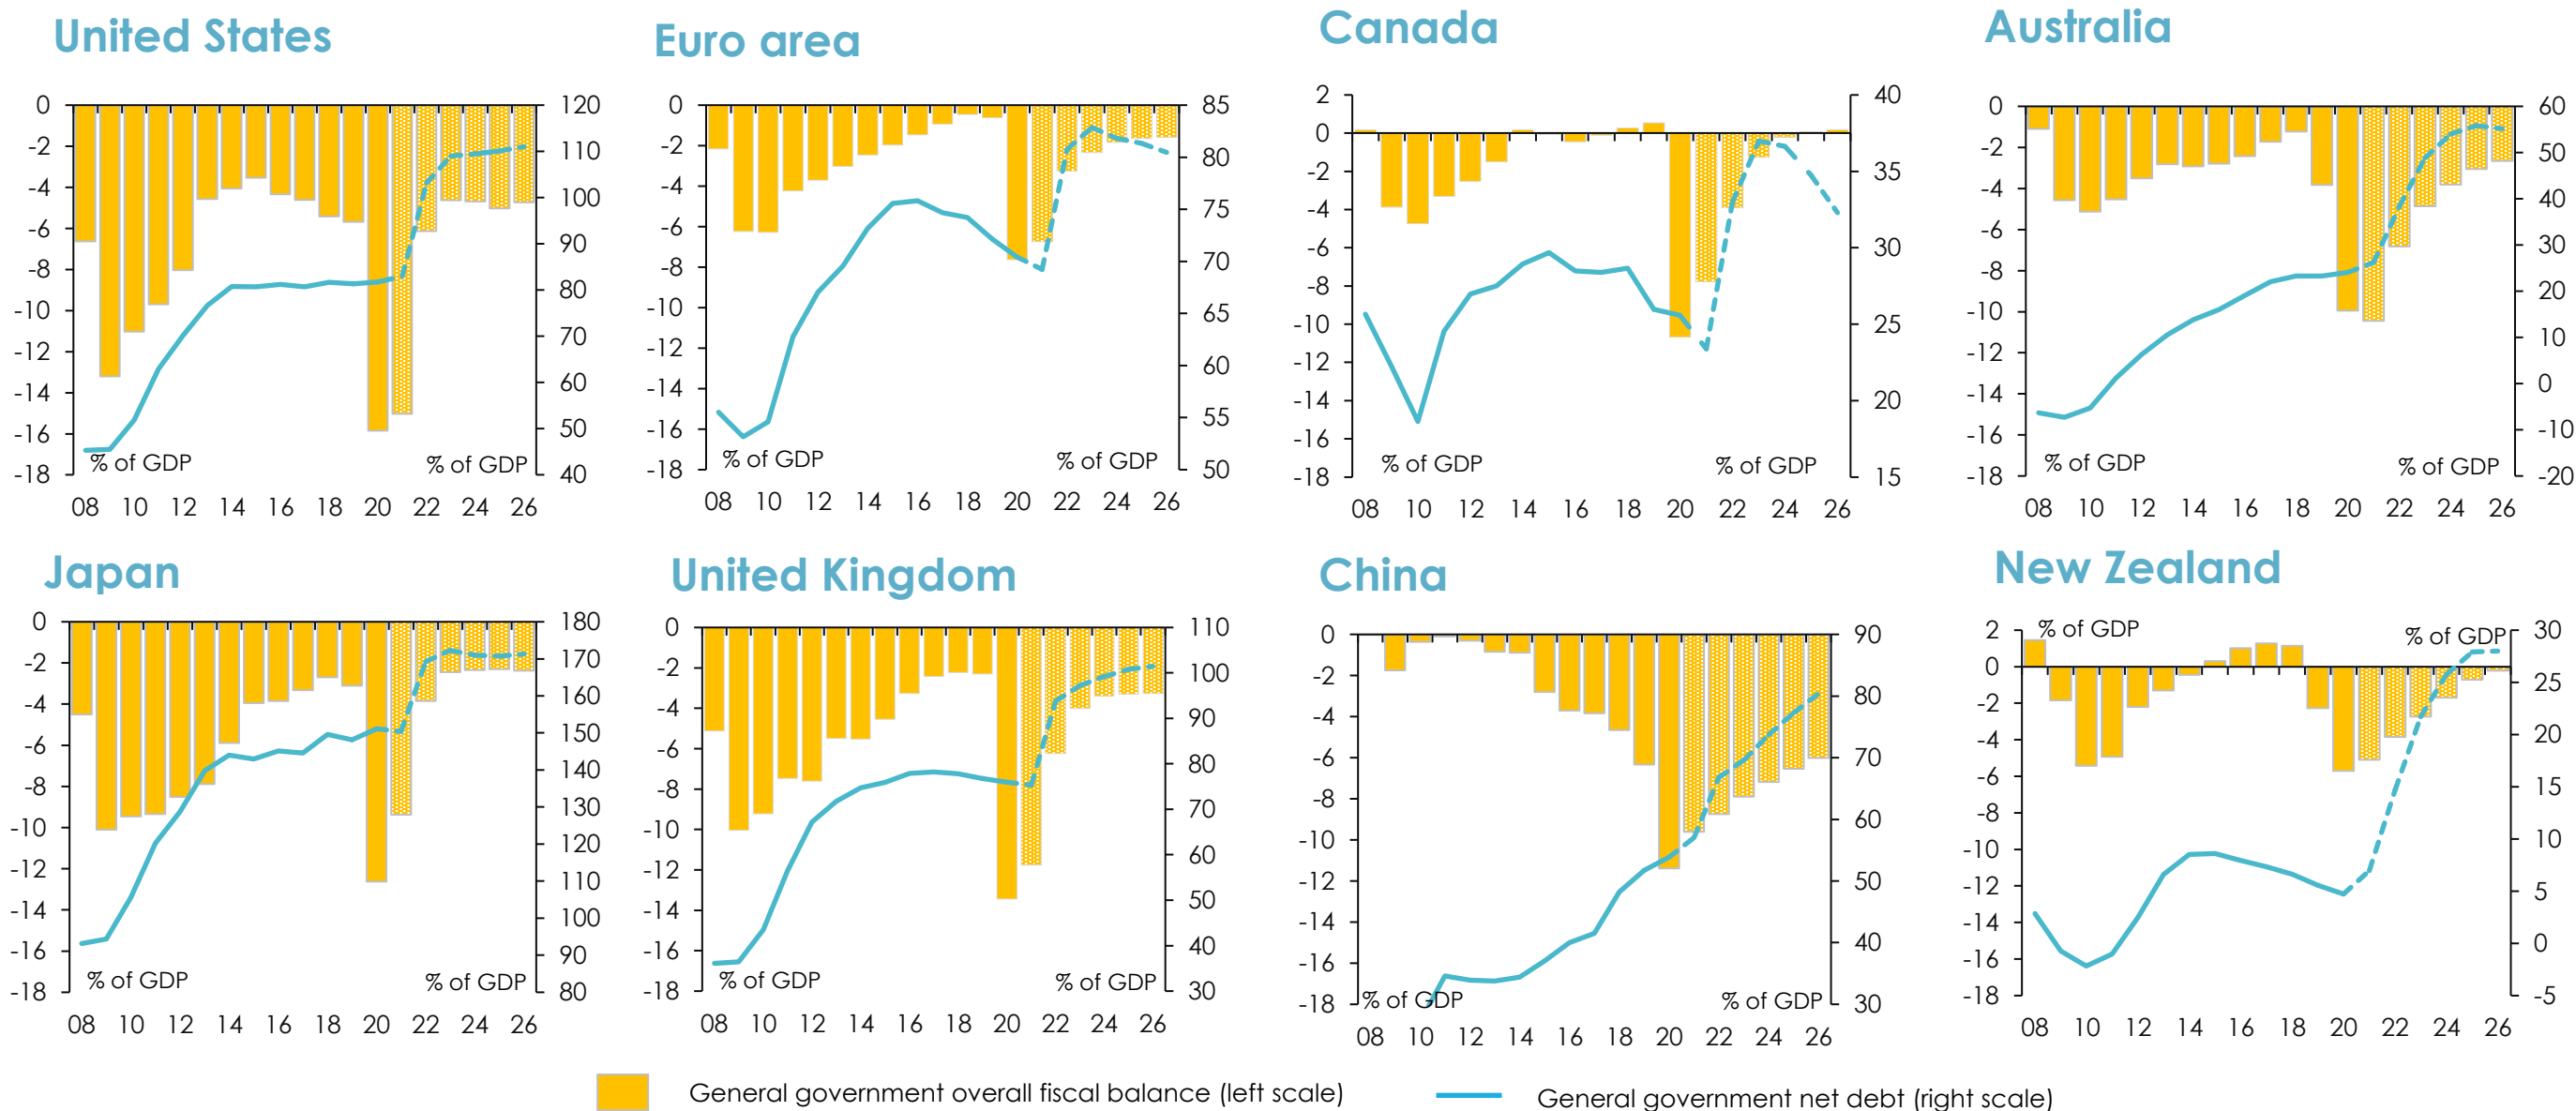 United States
Euro area
Canada
Australia
0 -2 -4 -6 -8 -10 -12 -14 -16 -18
120 110 100 90 80 70 60 50 40
% of GDP % of GDP
08 10 12 14 16 18 20 22 24 26
0 -2 -4 -6 -8 -10 -12 -14 -16 -18
85 80 75 70 65 60 55 50
% of GDP % of GDP
08 10 12 14 16 18 20 22 24 26
2 0 -2 -4 -6 -8 -10 -12 -14 -16 -18
40 35 30 25 20 15
% of GDP % of GDP
08 10 12 14 16 18 20 22 24 26
0 -2 -4 -6 -8 -10 -12 -14 -16 -18
60 50 40 30 20 10 0 -10 -20
% of GDP % of GDP
08 10 12 14 16 18 20 22 24 26
Japan
United Kingdom
China
New Zealand
0 -2 -4 -6 -8 -10 -12 -14 -16 -18
180 170 160 150 140 130 120 110 100 90 80
% of GDP % of GDP
08 10 12 14 16 18 20 22 24 26
0 -2 -4 -6 -8 -10 -12 -14 -16 -18
110 100 90 80 70 60 50 40 30
% of GDP % of GDP
08 10 12 14 16 18 20 22 24 26
0 -2 -4 -6 -8 -10 -12 -14 -16 -18
90 80 70 60 50 40 30
% of GDP % of GDP
08 10 12 14 16 18 20 22 24 26
2 0 -2 -4 -6 -8 -10 -12 -14 -16 -18
30 25 20 15 10 5 0 -5
% of GDP % of GDP
08 10 12 14 16 18 20 22 24 26
General government overall fiscal balance (left scale)
General government net debt (right scale)